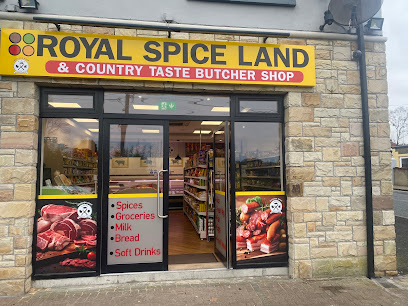 ROYAL SPICE LAND
& COUNTRY TASTE BUTCHER SHOP
• Spices
• Groceries
• Milk
• Bread
• Soft Drinks